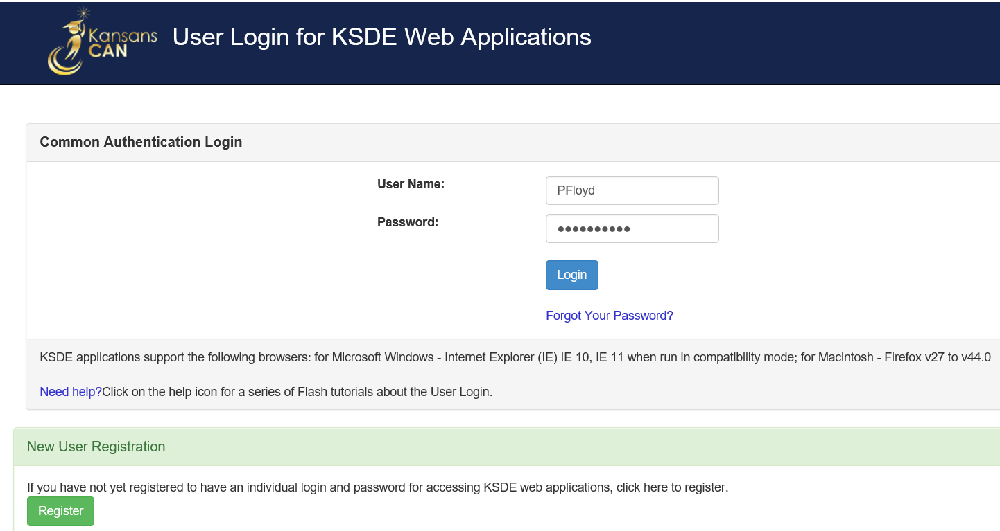 Kansans
CAN
User Login for KSDE Web Applications
Common Authentication Login
User Name:
PFloyd
Password:
●●●●●●●●●●
Login
Forgot Your Password?
KSDE applications support the following browsers: for Microsoft Windows - Internet Explorer (IE) IE 10, IE 11 when run in compatibility mode; for Macintosh - Firefox v27 to v44.0
Need help?Click on the help icon for a series of Flash tutorials about the User Login.
New User Registration
If you have not yet registered to have an individual login and password for accessing KSDE web applications, click here to register.
Register